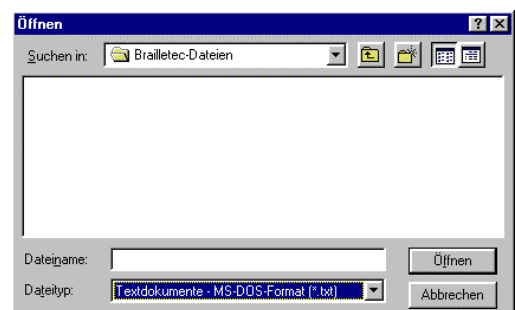 Öffnen
Suchen in: Brailletec-Dateien
Dateiname: Öffnen
Dateityp: Textdokumente - MS-DOS-Format (*.txt) Abbrechen